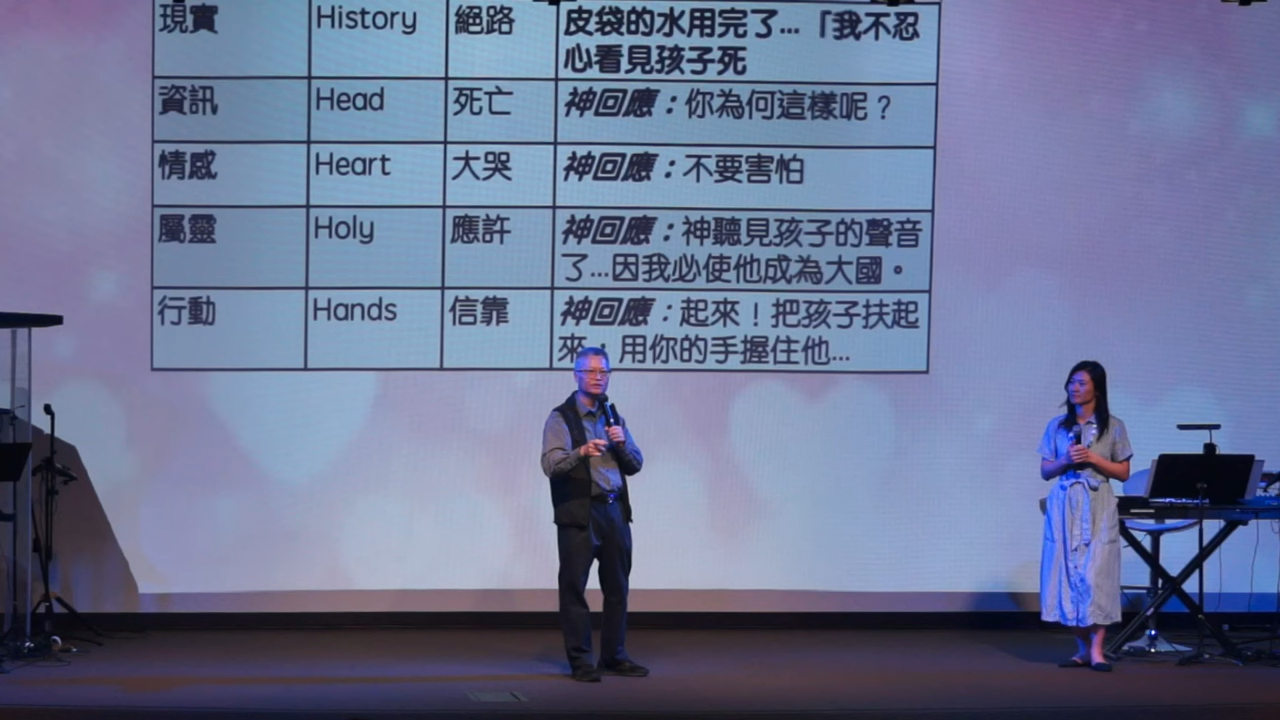 現實 History 絕路 皮袋的水用完了...「我不忍
心看見孩子死
資訊 Head 死亡 神回應：你為何這樣呢？
情感 Heart 大哭 神回應：不要害怕
屬靈 Holy 應許 神回應：神聽見孩子的聲音
了...因我必使他成為大國。
行動 Hands 信靠 神回應：起來！把孩子扶起
來，用你的手握住他...